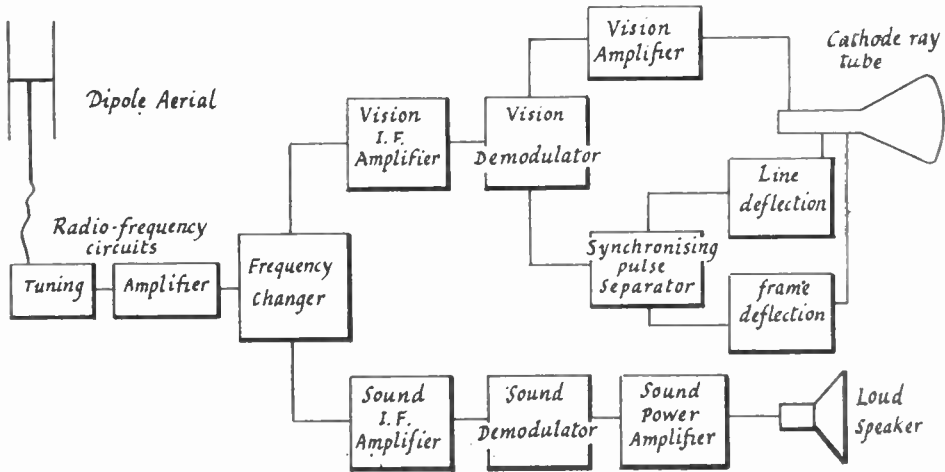 Vision
Amplifier
Cathode ray
tube
Dipole Aerial
Vision
I.F.
Amplifier
Vision
Demodulator
Line
deflection
Radio-frequency
circuits
Tuning
Amplifier
Frequency
Changer
Synchronising
pulse
Separator
frame
deflection
Sound
I.F.
Amplifier
Sound
Demodulator
Sound
Power
Amplifier
Loud
Speaker